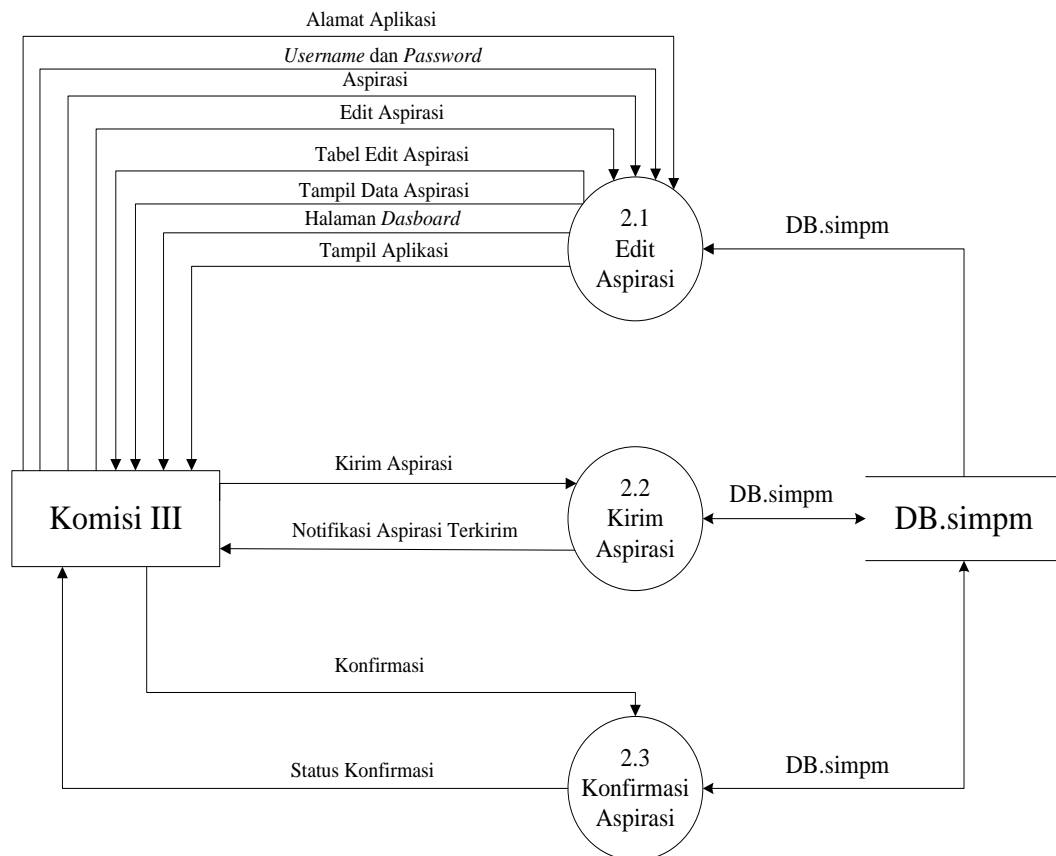 Alamat Aplikasi
Username dan Password
Aspirasi
Edit Aspirasi
Tabel Edit Aspirasi
Tampil Data Aspirasi
Halaman Dasboard
Tampil Aplikasi
2.1
Edit
Aspirasi
DB.simpm
Kirim Aspirasi
Notifikasi Aspirasi Terkirim
Komisi III
2.2
Kirim
Aspirasi
DB.simpm
DB.simpm
Konfirmasi
Status Konfirmasi
2.3
Konfirmasi
Aspirasi
DB.simpm